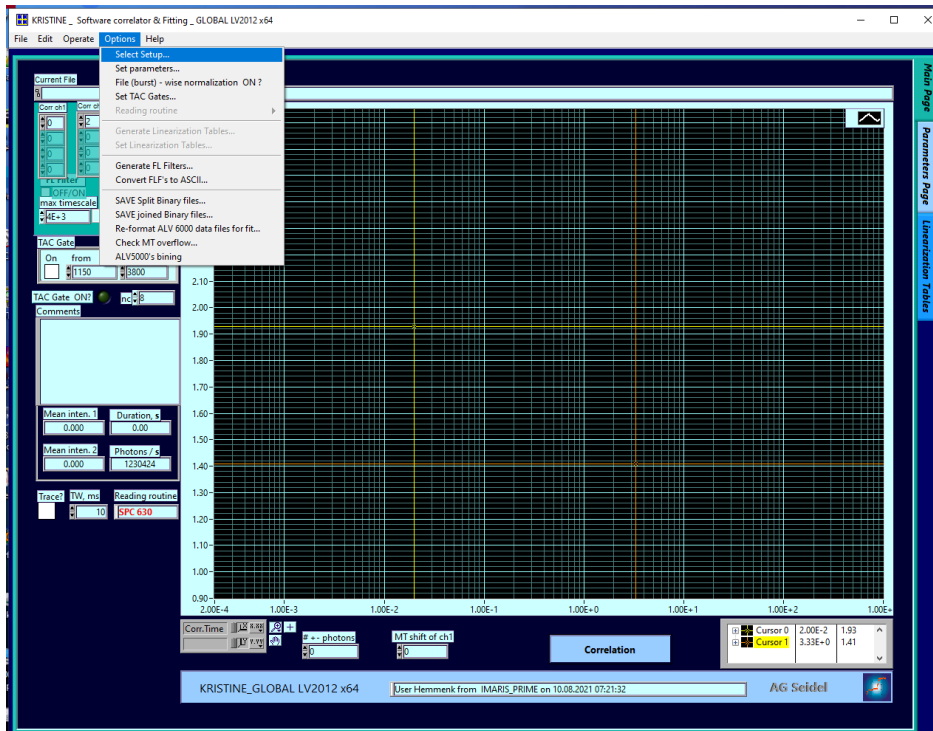 KRISTINE _ Software correlator & Fitting _ GLOBAL LV2012 x64
File Edit Operate Options Help
Select Setup...
Set parameters...
File (burst) - wise normalization ON ?
Set TAC Gates...
Reading routine
Generate Linearization Tables...
Set Linearization Tables...
Generate FL Filters...
Convert FLF's to ASCII...
SAVE Split Binary files...
SAVE joined Binary files...
Re-format ALV 6000 data files for fit...
Check MT overflow...
ALV5000's bining
Main Page
Parameters Page
Linearization Tables
Current File
Corr ch1
0
0
0
0
2
0
0
0
FL Filter
OFF/ON
max timescale
4E+3
TAC Gate
On from
1150 3800
TAC Gate ON? nc 8
Comments
Mean inten. 1 Duration, s
0.000 0.00
Mean inten. 2 Photons / s
0.000 1230424
Trace? TW, ms Reading routine
10 SPC 630
2.10-
2.00-
1.90-
1.80-
1.70-
1.60-
1.50-
1.40-
1.30-
1.20-
1.10-
1.00-
0.90-
2.00E-4 1.00E-3 1.00E-2 1.00E-1 1.00E+0 1.00E+1 1.00E+2 1.00E+
Corr.Time
# +- photons
0
MT shift of ch1
0
Correlation
Cursor 0 2.00E-2 1.93
Cursor 1 3.33E+0 1.41
KRISTINE_GLOBAL LV2012 x64
User Hemmenk from IMARIS_PRIME on 10.08.2021 07:21:32
AG Seidel